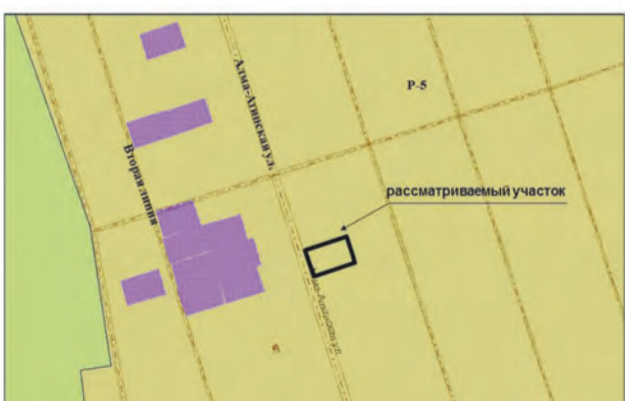 Алма-Атинская ул.
Р-5
Вторая линия
рассматриваемый участок